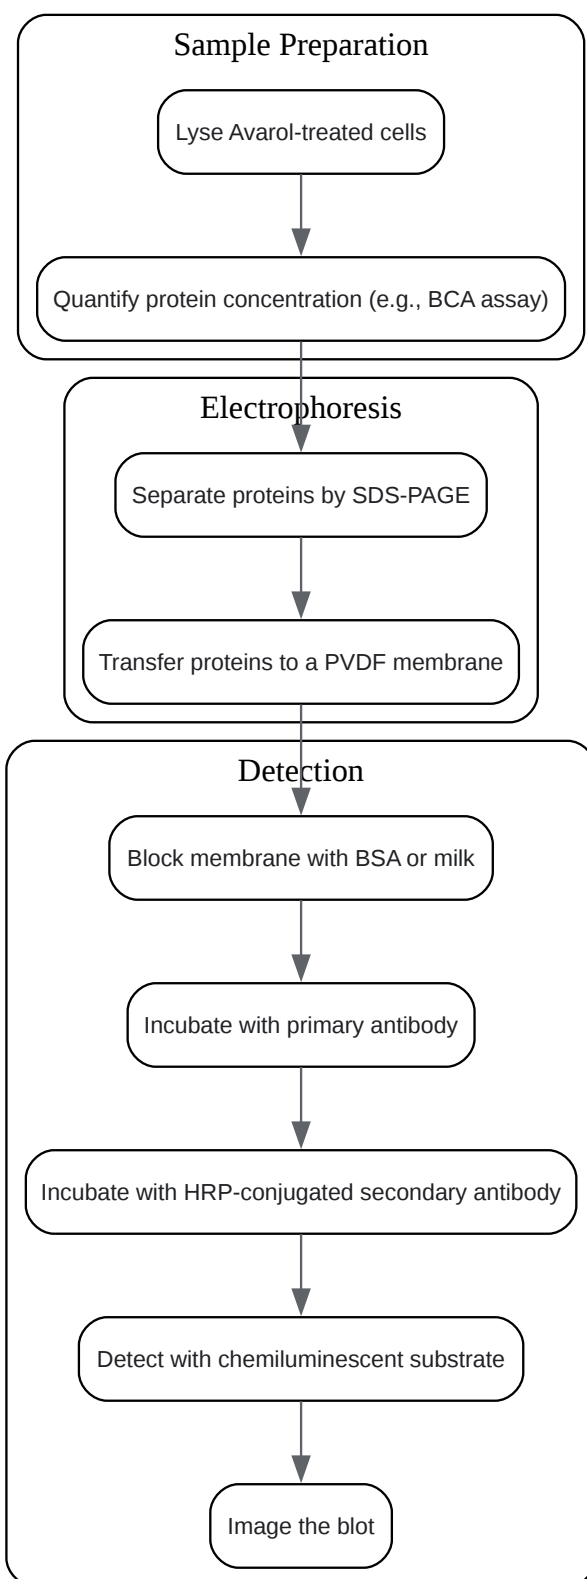 Sample Preparation
Lyse Avarol-treated cells
Quantify protein concentration (e.g., BCA assay)
Electrophoresis
Separate proteins by SDS-PAGE
Transfer proteins to a PVDF membrane
Detection
Block membrane with BSA or milk
Incubate with primary antibody
Incubate with HRP-conjugated secondary antibody
Detect with chemiluminescent substrate
Image the blot